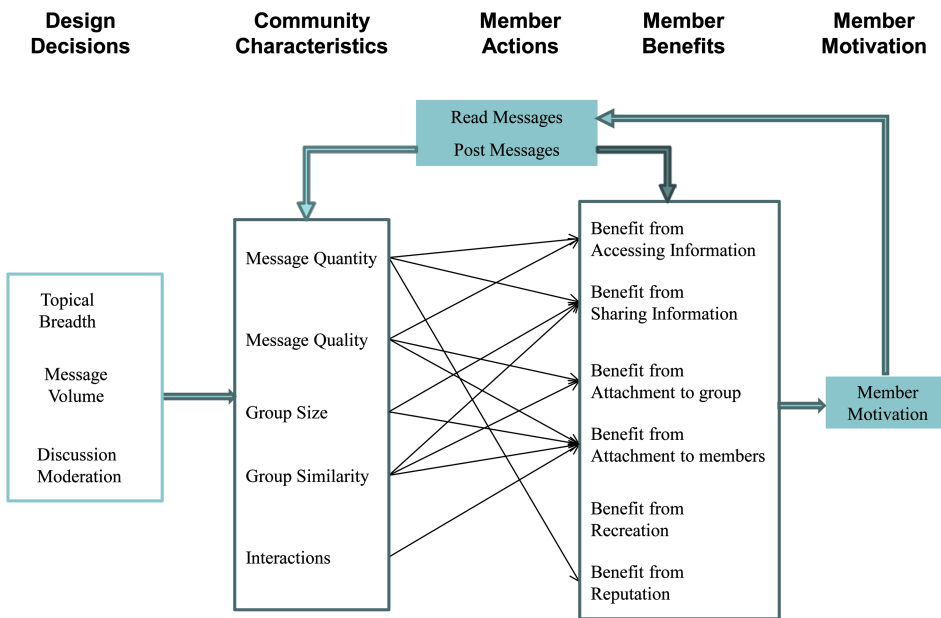 Design
Decisions
Community
Characteristics
Member
Actions
Member
Benefits
Member
Motivation
Read Messages
Post Messages
Topical
Breadth
Message
Volume
Discussion
Moderation
Message Quantity
Message Quality
Group Size
Group Similarity
Interactions
Benefit from
Accessing Information
Benefit from
Sharing Information
Benefit from
Attachment to group
Benefit from
Attachment to members
Benefit from
Recreation
Benefit from
Reputation
Member
Motivation